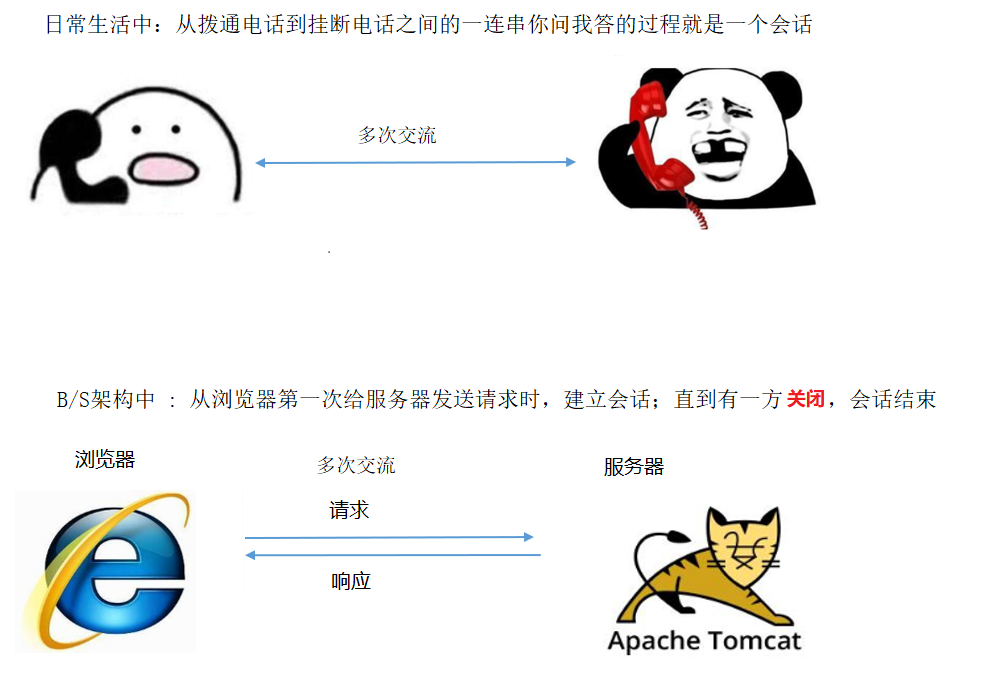 日常生活中：从拨通电话到挂断电话之间的一连串你问我答的过程就是一个会话
多次交流
B/S架构中 : 从浏览器第一次给服务器发送请求时，建立会话；直到有一方关闭，会话结束
浏览器
多次交流
服务器
请求
响应
Apache Tomcat